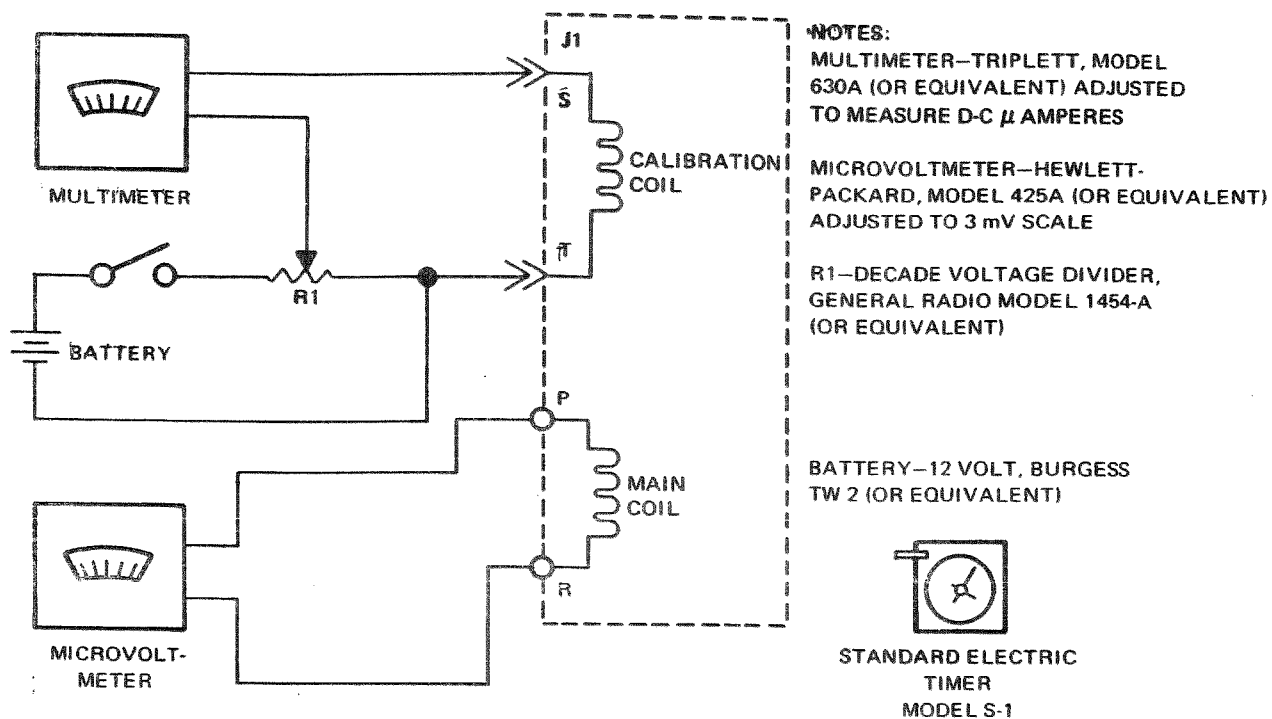 J1
S
CALIBRATION
COIL
T
MULTIMETER
R1
BATTERY
P
MAIN
COIL
R
MICROVOLT-
METER
NOTES:
MULTIMETER—TRIPLETT, MODEL
630A (OR EQUIVALENT) ADJUSTED
TO MEASURE D-C μ AMPERES
MICROVOLTMETER—HEWLETT-
PACKARD, MODEL 425A (OR EQUIVALENT)
ADJUSTED TO 3 mV SCALE
R1—DECADE VOLTAGE DIVIDER,
GENERAL RADIO MODEL 1454-A
(OR EQUIVALENT)
BATTERY—12 VOLT, BURGESS
TW 2 (OR EQUIVALENT)
STANDARD ELECTRIC
TIMER
MODEL S-1